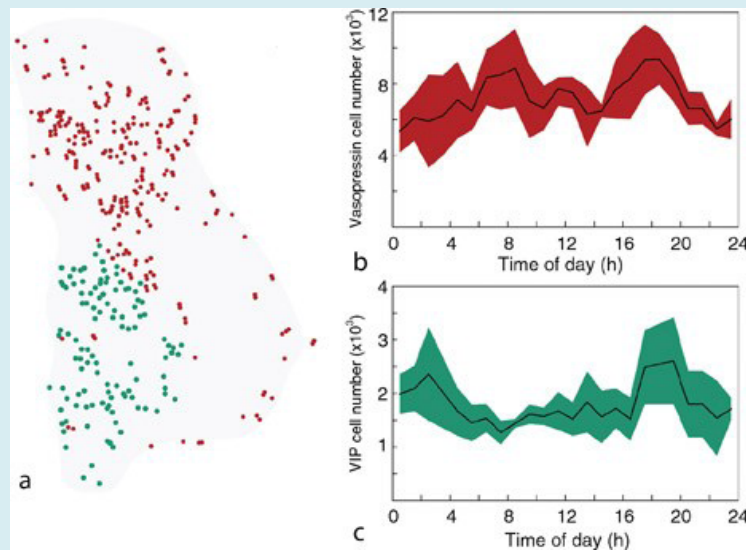 a
Vasopressin cell number (x10³)
12
8
4
0 4 8 12 16 20 24
b Time of day (h)
VIP cell number (x10³)
4
3
2
1
0 4 8 12 16 20 24
c Time of day (h)